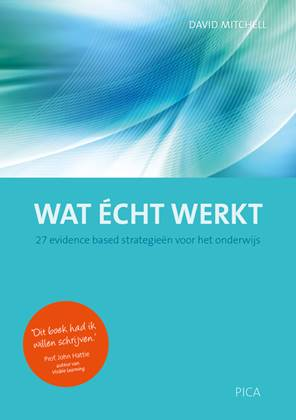 DAVID MITCHELL
WAT ÉCHT WERKT
27 evidence based strategieën voor het onderwijs
'Dit boek had ik
willen schrijven.'
Prof. John Hattie
auteur van
Visible Learning
PICA